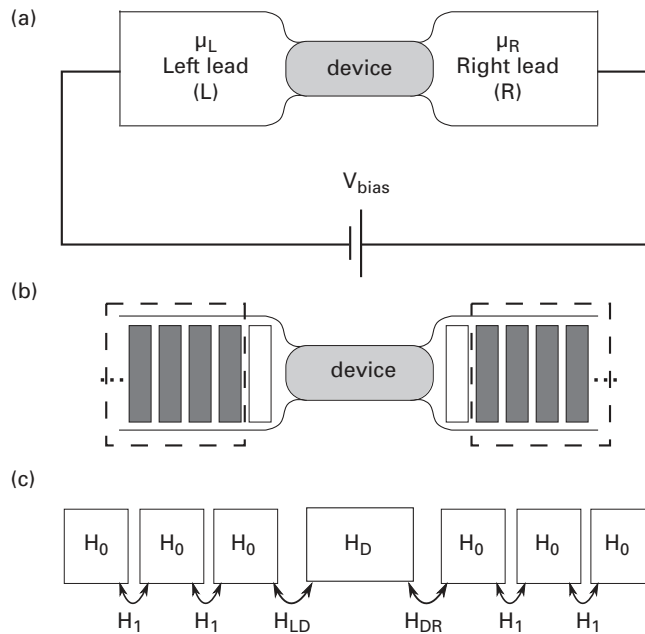 (a)
μL
Left lead
(L)
device
μR
Right lead
(R)
Vbias
(b)
device
(c)
H0 H0 H0 HD H0 H0 H0
H1 H1 HLD HDR H1 H1